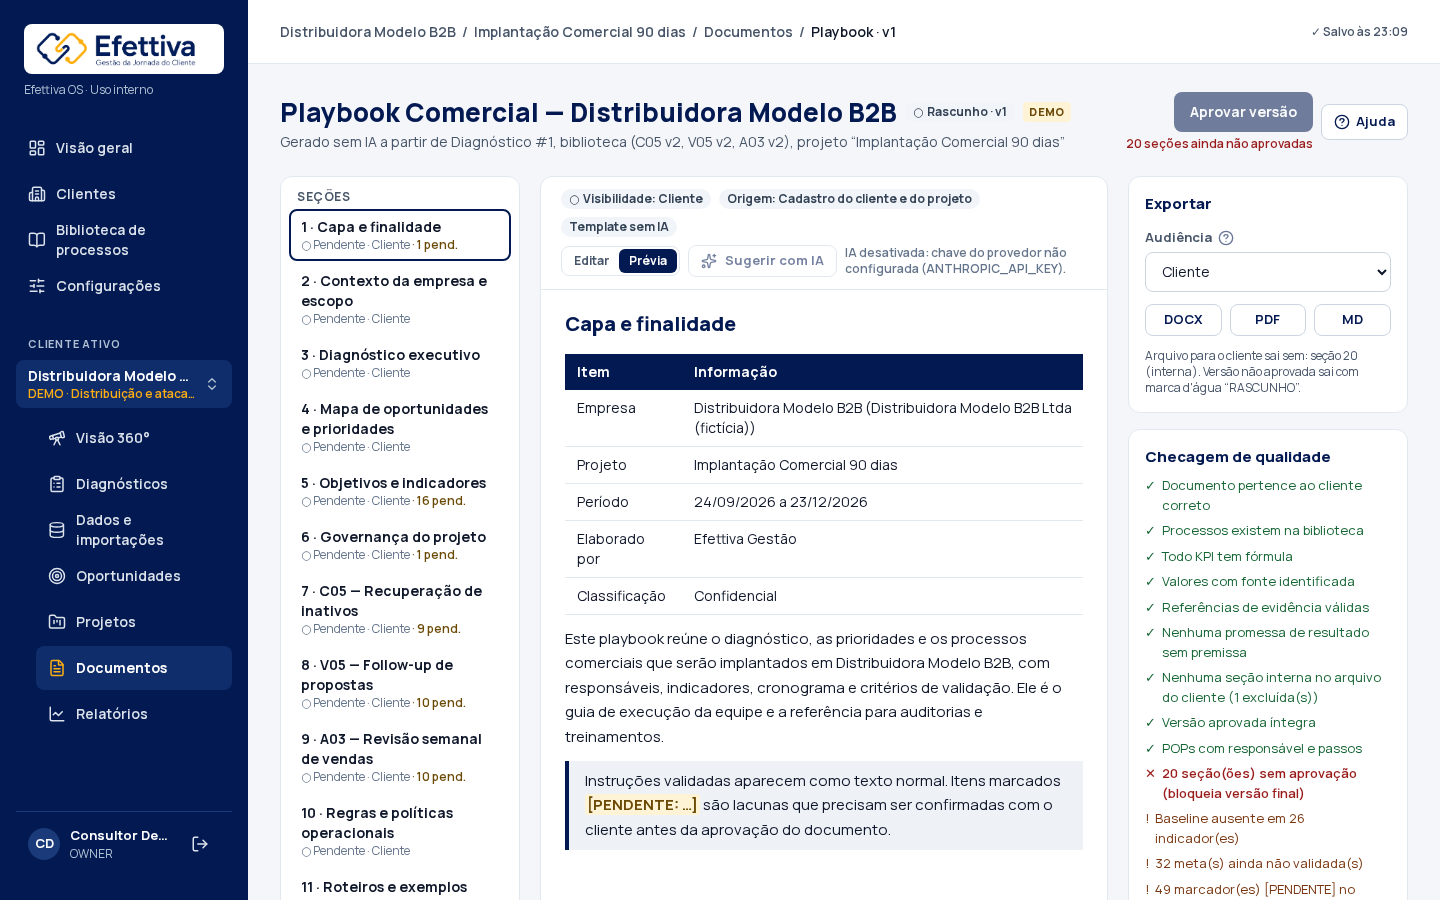 Efettiva
Gestão da Jornada do Cliente
Efettiva OS · Uso interno
Visão geral
Clientes
Biblioteca de
processos
Configurações
CLIENTE ATIVO
Distribuidora Modelo ...
DEMO · Distribuição e ataca...
Visão 360°
Diagnósticos
Dados e
importações
Oportunidades
Projetos
Documentos
Relatórios
CD
Consultor De...
OWNER
Distribuidora Modelo B2B / Implantação Comercial 90 dias / Documentos / Playbook · v1
✓ Salvo às 23:09
Playbook Comercial — Distribuidora Modelo B2B
○ Rascunho · v1
DEMO
Gerado sem IA a partir de Diagnóstico #1, biblioteca (C05 v2, V05 v2, A03 v2), projeto “Implantação Comercial 90 dias”
Aprovar versão
20 seções ainda não aprovadas
Ajuda
SEÇÕES
1 · Capa e finalidade
○ Pendente · Cliente · 1 pend.
2 · Contexto da empresa e
escopo
○ Pendente · Cliente
3 · Diagnóstico executivo
○ Pendente · Cliente
4 · Mapa de oportunidades
e prioridades
○ Pendente · Cliente
5 · Objetivos e indicadores
○ Pendente · Cliente · 16 pend.
6 · Governança do projeto
○ Pendente · Cliente · 1 pend.
7 · C05 — Recuperação de
inativos
○ Pendente · Cliente · 9 pend.
8 · V05 — Follow-up de
propostas
○ Pendente · Cliente · 10 pend.
9 · A03 — Revisão semanal
de vendas
○ Pendente · Cliente · 10 pend.
10 · Regras e políticas
operacionais
○ Pendente · Cliente
11 · Roteiros e exemplos
○ Visibilidade: Cliente
Origem: Cadastro do cliente e do projeto
Template sem IA
Editar
Prévia
Sugerir com IA
IA desativada: chave do provedor não
configurada (ANTHROPIC_API_KEY).
Capa e finalidade
Item Informação
Empresa Distribuidora Modelo B2B (Distribuidora Modelo B2B Ltda
(fictícia))
Projeto Implantação Comercial 90 dias
Período 24/09/2026 a 23/12/2026
Elaborado
por Efettiva Gestão
Classificação Confidencial
Este playbook reúne o diagnóstico, as prioridades e os processos
comerciais que serão implantados em Distribuidora Modelo B2B, com
responsáveis, indicadores, cronograma e critérios de validação. Ele é o
guia de execução da equipe e a referência para auditorias e
treinamentos.
Instruções validadas aparecem como texto normal. Itens marcados
[PENDENTE: ...] são lacunas que precisam ser confirmadas com o
cliente antes da aprovação do documento.
Exportar
Audiência
Cliente
DOCX
PDF
MD
Arquivo para o cliente sai sem: seção 20
(interna). Versão não aprovada sai com
marca d'água “RASCUNHO”.
Checagem de qualidade
✓ Documento pertence ao cliente
correto
✓ Processos existem na biblioteca
✓ Todo KPI tem fórmula
✓ Valores com fonte identificada
✓ Referências de evidência válidas
✓ Nenhuma promessa de resultado
sem premissa
✓ Nenhuma seção interna no arquivo
do cliente (1 excluída(s))
✓ Versão aprovada íntegra
✓ POPs com responsável e passos
✕ 20 seção(ões) sem aprovação
(bloqueia versão final)
! Baseline ausente em 26
indicador(es)
! 32 meta(s) ainda não validada(s)
! 49 marcador(es) [PENDENTE] no